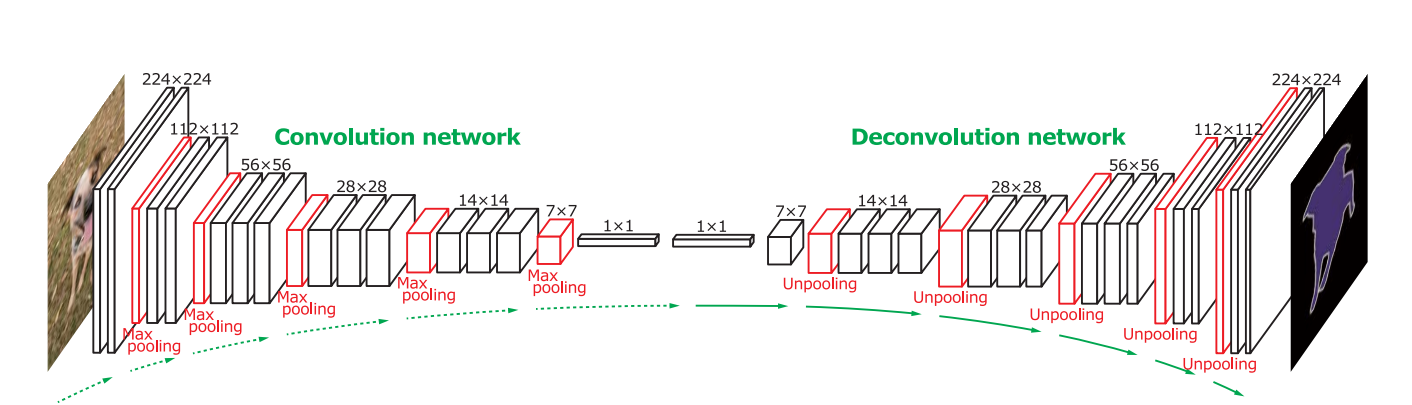 Convolution network
Deconvolution network
224×224
112×112
56×56
28×28
14×14
7×7
1×1
1×1
7×7
14×14
28×28
56×56
112×112
224×224
Max
pooling
Max
pooling
Max
pooling
Max
pooling
Max
pooling
Unpooling
Unpooling
Unpooling
Unpooling
Unpooling